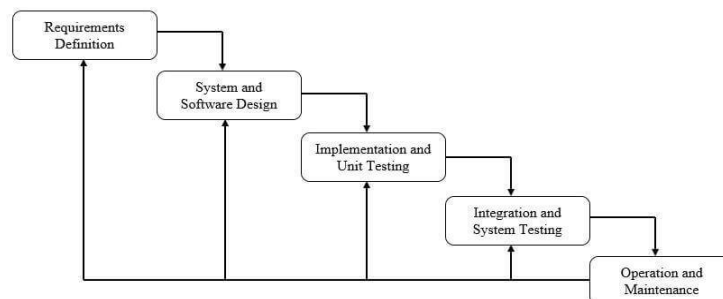 Requirements
Definition
System and
Software Design
Implementation and
Unit Testing
Integration and
System Testing
Operation and
Maintenance